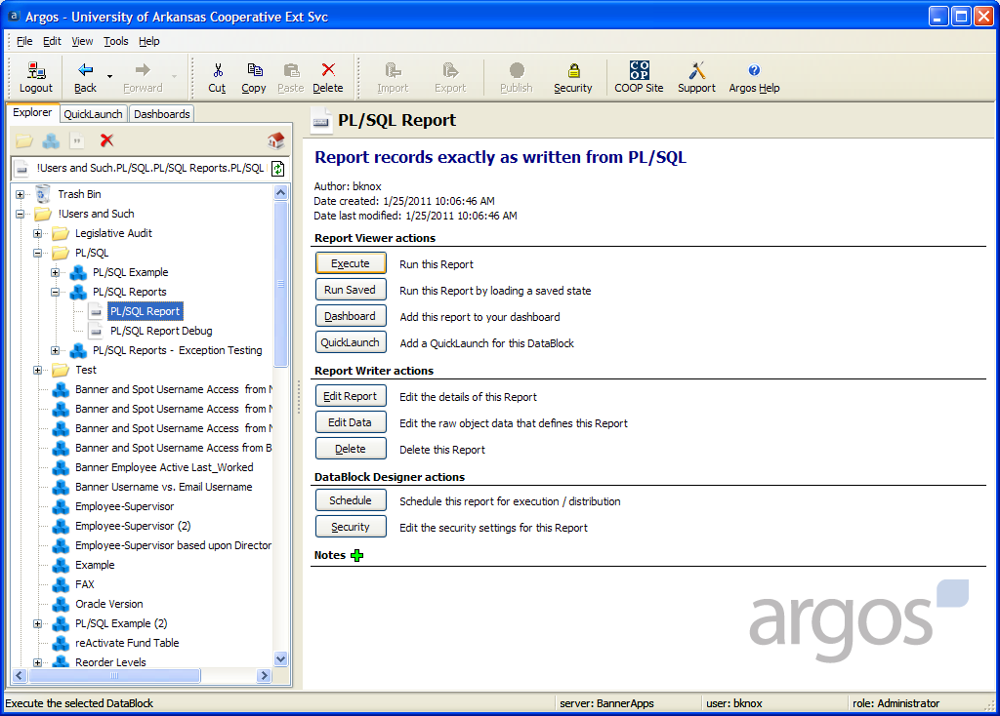 a Argos - University of Arkansas Cooperative Ext Svc
File Edit View Tools Help
Logout Back Forward Cut Copy Paste Delete Import Export Publish Security COOP Site Support Argos Help
CO
OP
Explorer QuickLaunch Dashboards
!Users and Such.PL/SQL.PL/SQL Reports.PL/SQL
Trash Bin
!Users and Such
Legislative Audit
PL/SQL
PL/SQL Example
PL/SQL Reports
PL/SQL Report
PL/SQL Report Debug
PL/SQL Reports - Exception Testing
Test
Banner and Spot Username Access from N
Banner and Spot Username Access from N
Banner and Spot Username Access from N
Banner and Spot Username Access from B
Banner Employee Active Last_Worked
Banner Username vs. Email Username
Employee-Supervisor
Employee-Supervisor (2)
Employee-Supervisor based upon Director
Example
FAX
Oracle Version
PL/SQL Example (2)
reActivate Fund Table
Reorder Levels
PL/SQL Report
Report records exactly as written from PL/SQL
Author: bknox
Date created: 1/25/2011 10:06:46 AM
Date last modified: 1/25/2011 10:06:46 AM
Report Viewer actions
Execute Run this Report
Run Saved Run this Report by loading a saved state
Dashboard Add this report to your dashboard
QuickLaunch Add a QuickLaunch for this DataBlock
Report Writer actions
Edit Report Edit the details of this Report
Edit Data Edit the raw object data that defines this Report
Delete Delete this Report
DataBlock Designer actions
Schedule Schedule this report for execution / distribution
Security Edit the security settings for this Report
Notes
argos
Execute the selected DataBlock server: BannerApps user: bknox role: Administrator